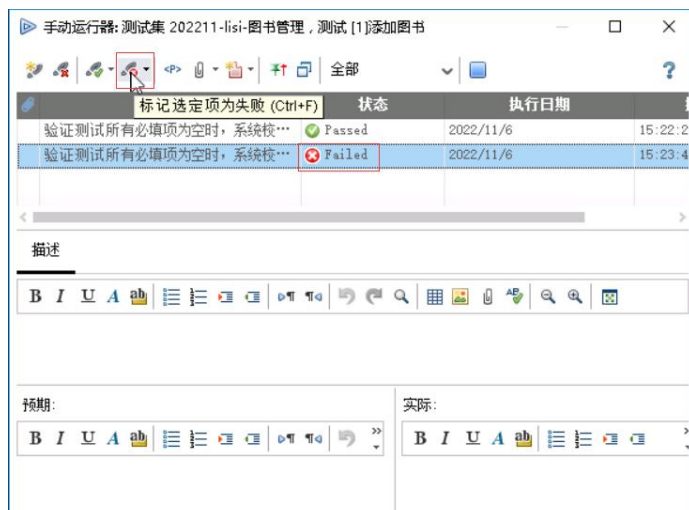 手动运行器: 测试集 202211-lisi-图书管理 , 测试 [1]添加图书
<P> 全部 ?
标记选定项为失败 (Ctrl+F) 状态 执行日期
验证测试所有必填项为空时，系统校… Passed 2022/11/6 15:22:2
验证测试所有必填项为空时，系统校… Failed 2022/11/6 15:23:4
描述
B I U A ab
预期:
实际:
B I U A ab
B I U A ab